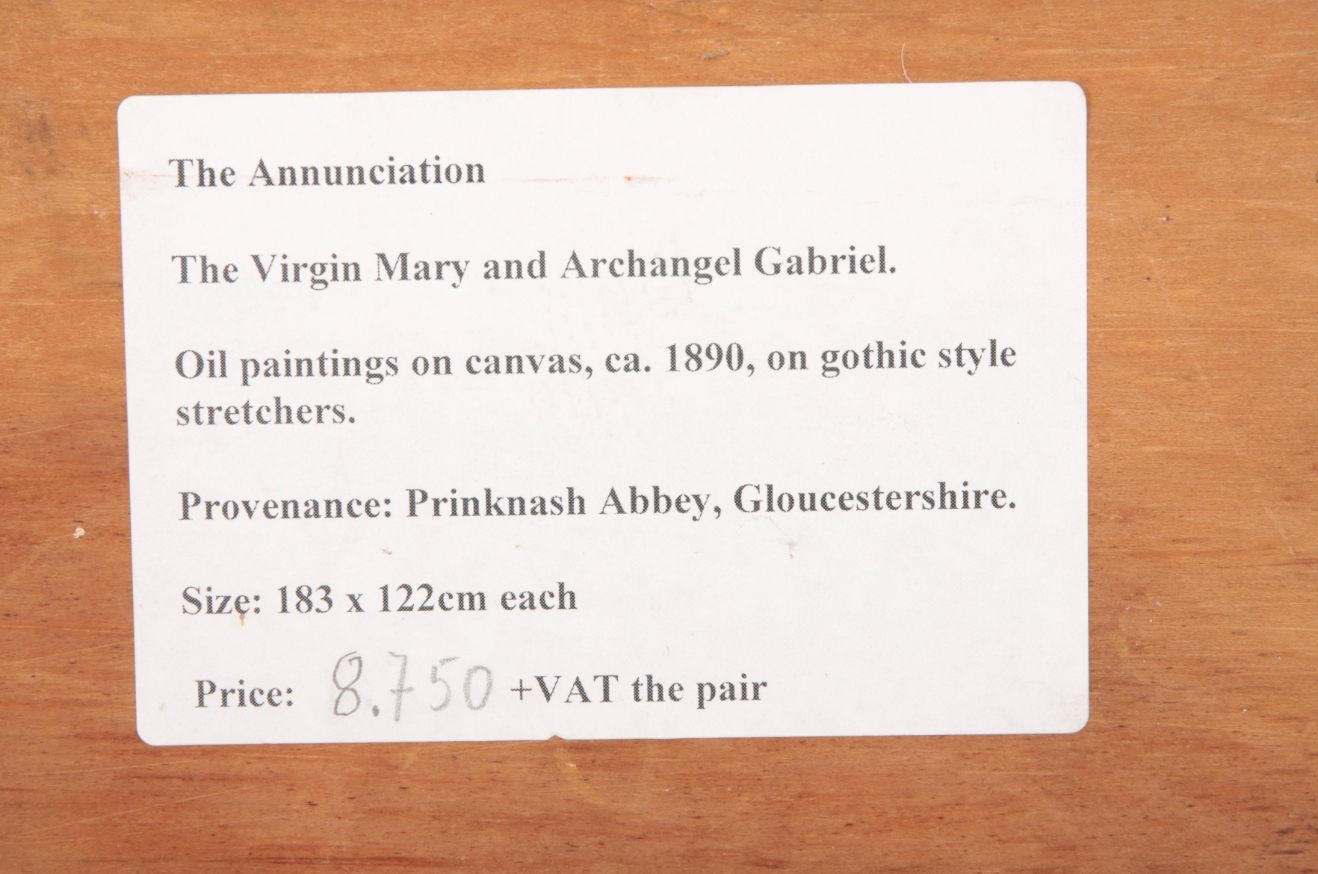 The Annunciation
The Virgin Mary and Archangel Gabriel.
Oil paintings on canvas, ca. 1890, on gothic style
stretchers.
Provenance: Prinknash Abbey, Gloucestershire.
Size: 183 x 122cm each
Price: 8.750 +VAT the pair